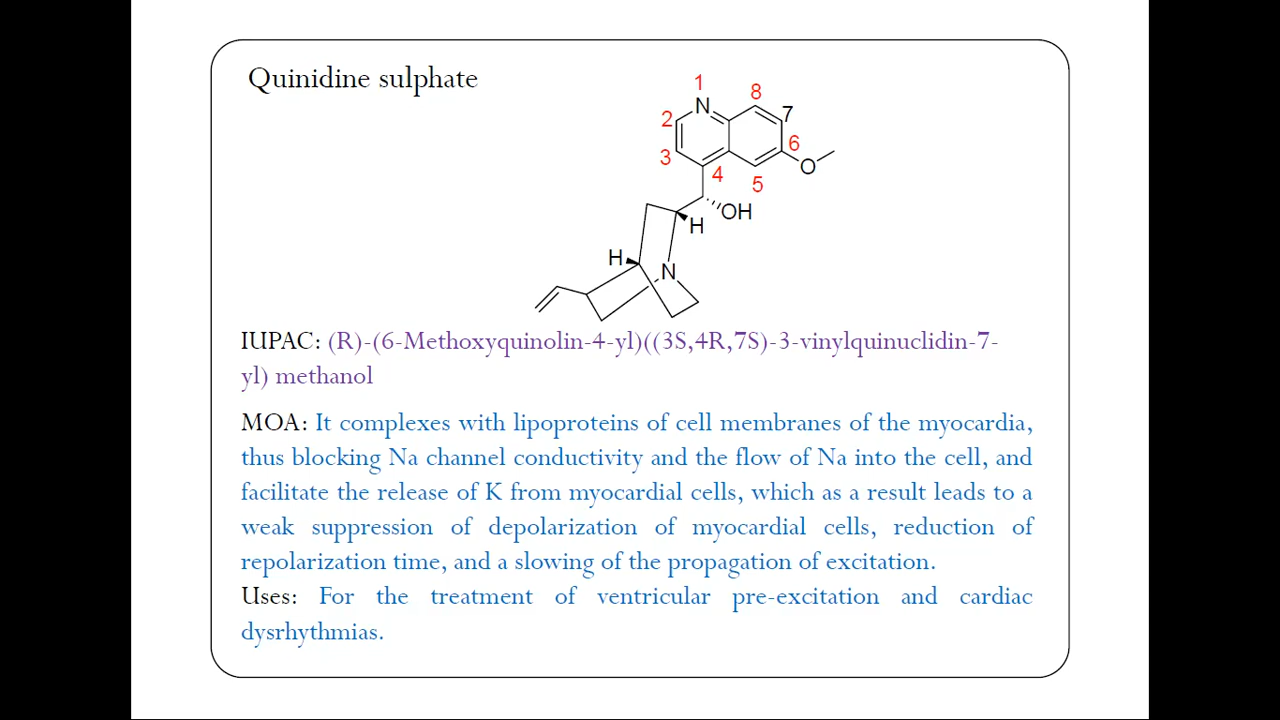 Quinidine sulphate
1
N
8
2
7
6
3
O
4
5
OH
H
H
N
IUPAC: (R)-(6-Methoxyquinolin-4-yl)((3S,4R,7S)-3-vinylquinuclidin-7-
yl) methanol
MOA: It complexes with lipoproteins of cell membranes of the myocardia,
thus blocking Na channel conductivity and the flow of Na into the cell, and
facilitate the release of K from myocardial cells, which as a result leads to a
weak suppression of depolarization of myocardial cells, reduction of
repolarization time, and a slowing of the propagation of excitation.
Uses: For the treatment of ventricular pre-excitation and cardiac
dysrhythmias.